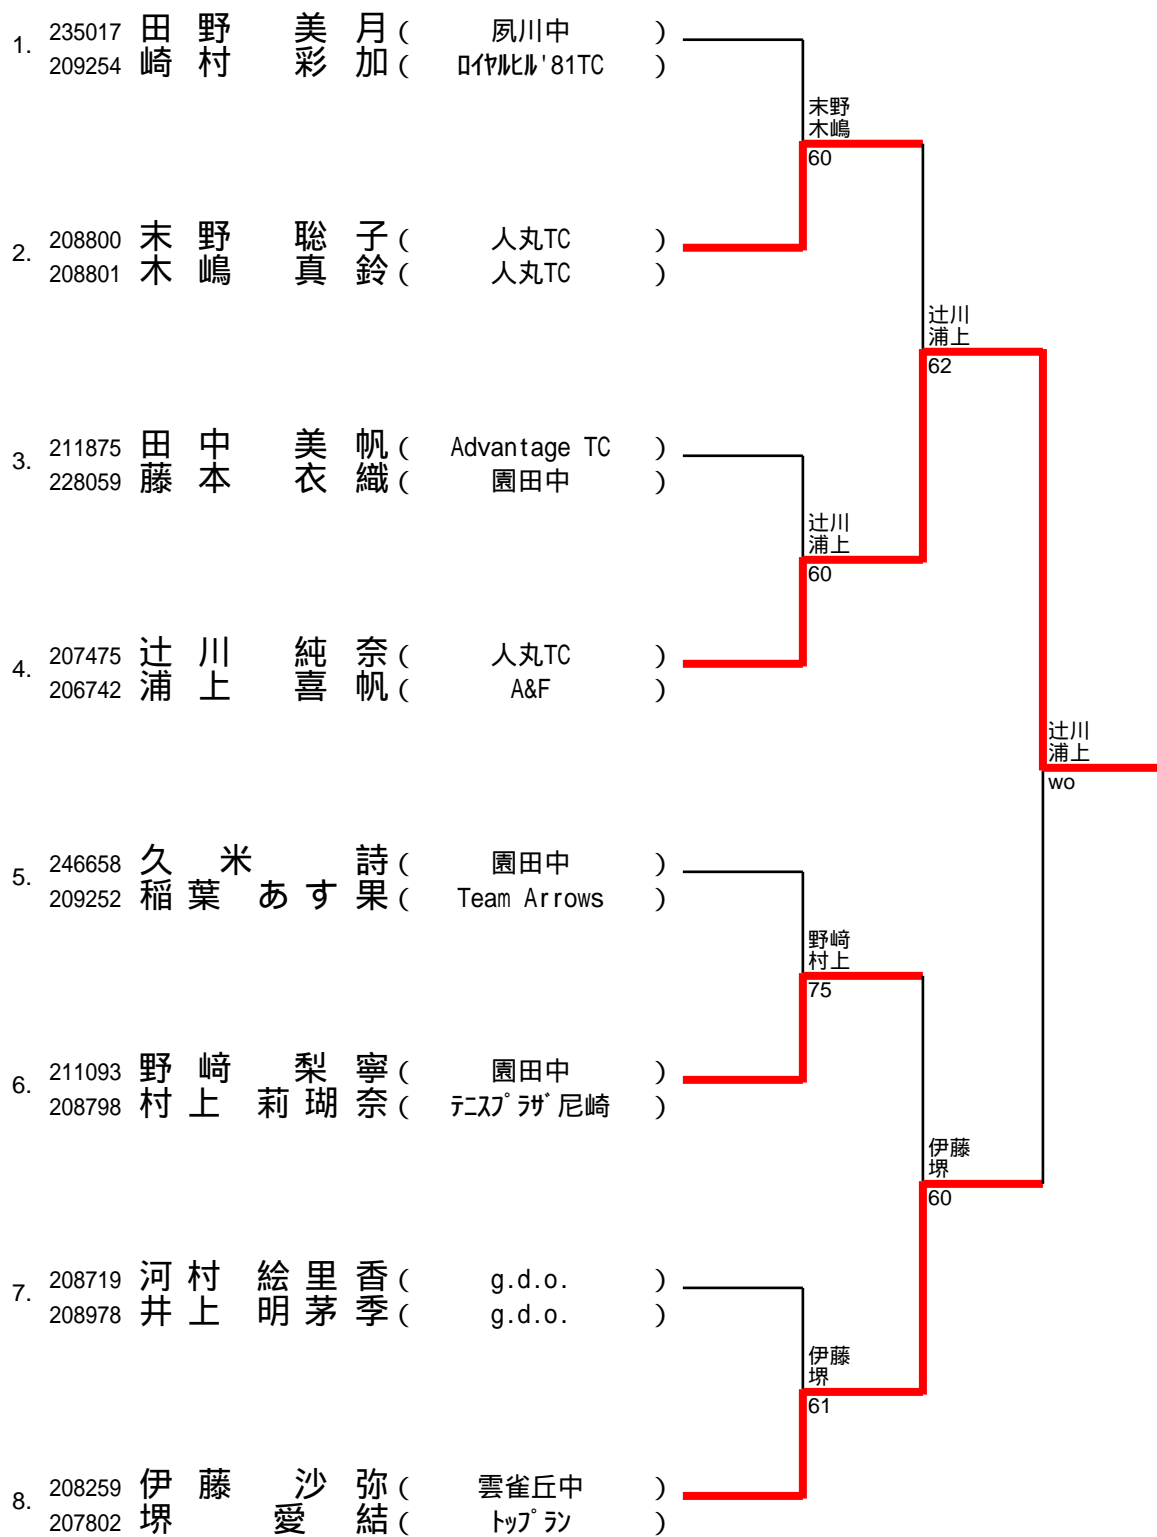 1. 235017 田 野 美 月 ( 夙川中 )
209254 崎 村 彩 加 ( ﾛｲﾔﾙﾋﾙ'81TC )
末野
木嶋
60
2. 208800 末 野 聡 子 ( 人丸TC )
208801 木 嶋 真 鈴 ( 人丸TC )
辻川
浦上
62
3. 211875 田 中 美 帆 ( Advantage TC )
228059 藤 本 衣 織 ( 園田中 )
辻川
浦上
60
4. 207475 辻 川 純 奈 ( 人丸TC )
206742 浦 上 喜 帆 ( A&F )
辻川
浦上
wo
5. 246658 久 米 詩 ( 園田中 )
209252 稲 葉 あ す 果 ( Team Arrows )
野﨑
村上
75
6. 211093 野 﨑 梨 寧 ( 園田中 )
208798 村 上 莉 瑚 奈 ( ﾃﾆｽﾌﾟﾗｻﾞ尼崎 )
伊藤
堺
60
7. 208719 河 村 絵 里 香 ( g.d.o. )
208978 井 上 明 茅 季 ( g.d.o. )
伊藤
堺
61
8. 208259 伊 藤 沙 弥 ( 雲雀丘中 )
207802 堺 愛 結 ( ﾄｯﾌﾟﾗﾝ )